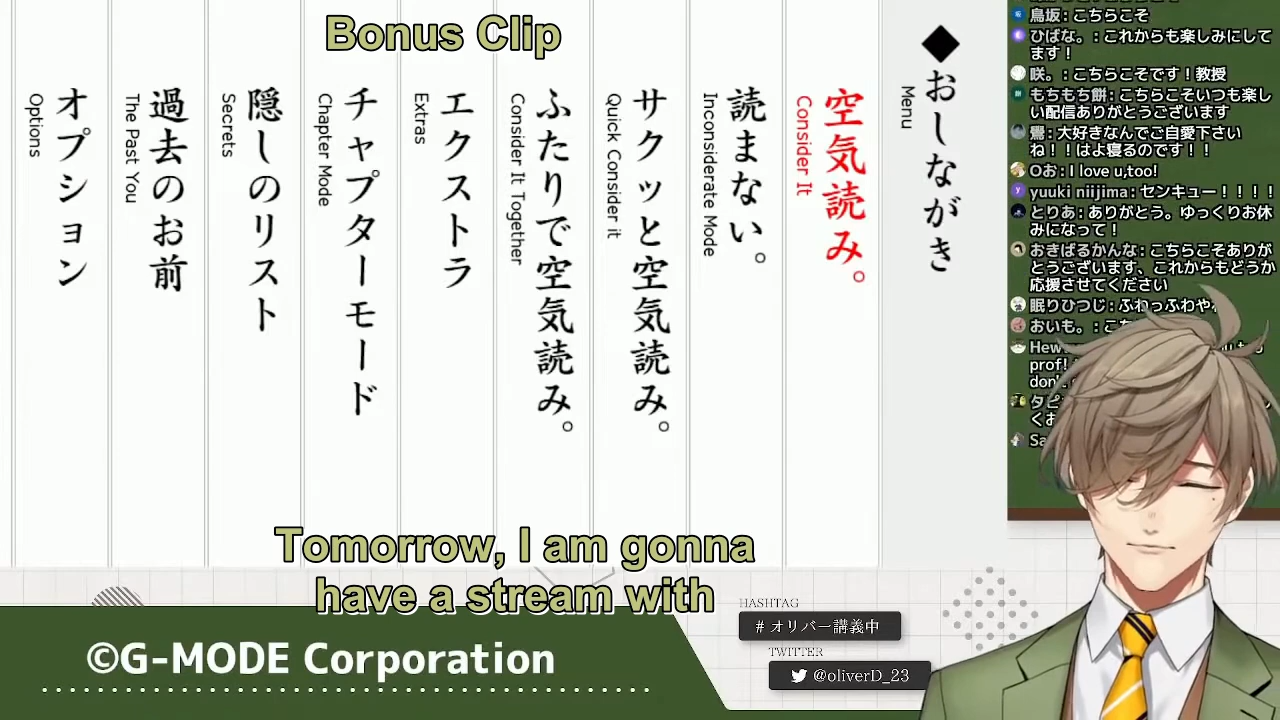 Bonus Clip
◆おしながき
Menu
空気読み。
Consider It
読まない。
Inconsiderate Mode
サクッと空気読み。
Quick Consider it
ふたりで空気読み。
Consider It Together
エクストラ
Extras
チャプターモード
Chapter Mode
隠しのリスト
Secrets
過去のお前
The Past You
オプション
Options
鳥坂: こちらこそ
ひばな。: これからも楽しみにして
ます!
咲。: こちらこそです!教授
もちもち餅: こちらこそいつも楽し
い配信ありがとうございます
大好きなんでご自愛下さい
ね!!はよ寝るのです!!
Oお: I love u,too!
yuuki niijima: センキュー!!!!
とりあ: ありがとう。ゆっくりお休
みになって!
おきばるかんな: こちらこそありが
とうございます、これからもどうか
応援させてください
眠りひつじ: ふわっふわや
おいも。: こち
prof!
don
Tomorrow, I am gonna
have a stream with
©G-MODE Corporation
HASHTAG
#オリバー講義中
TWITTER
@oliverD_23